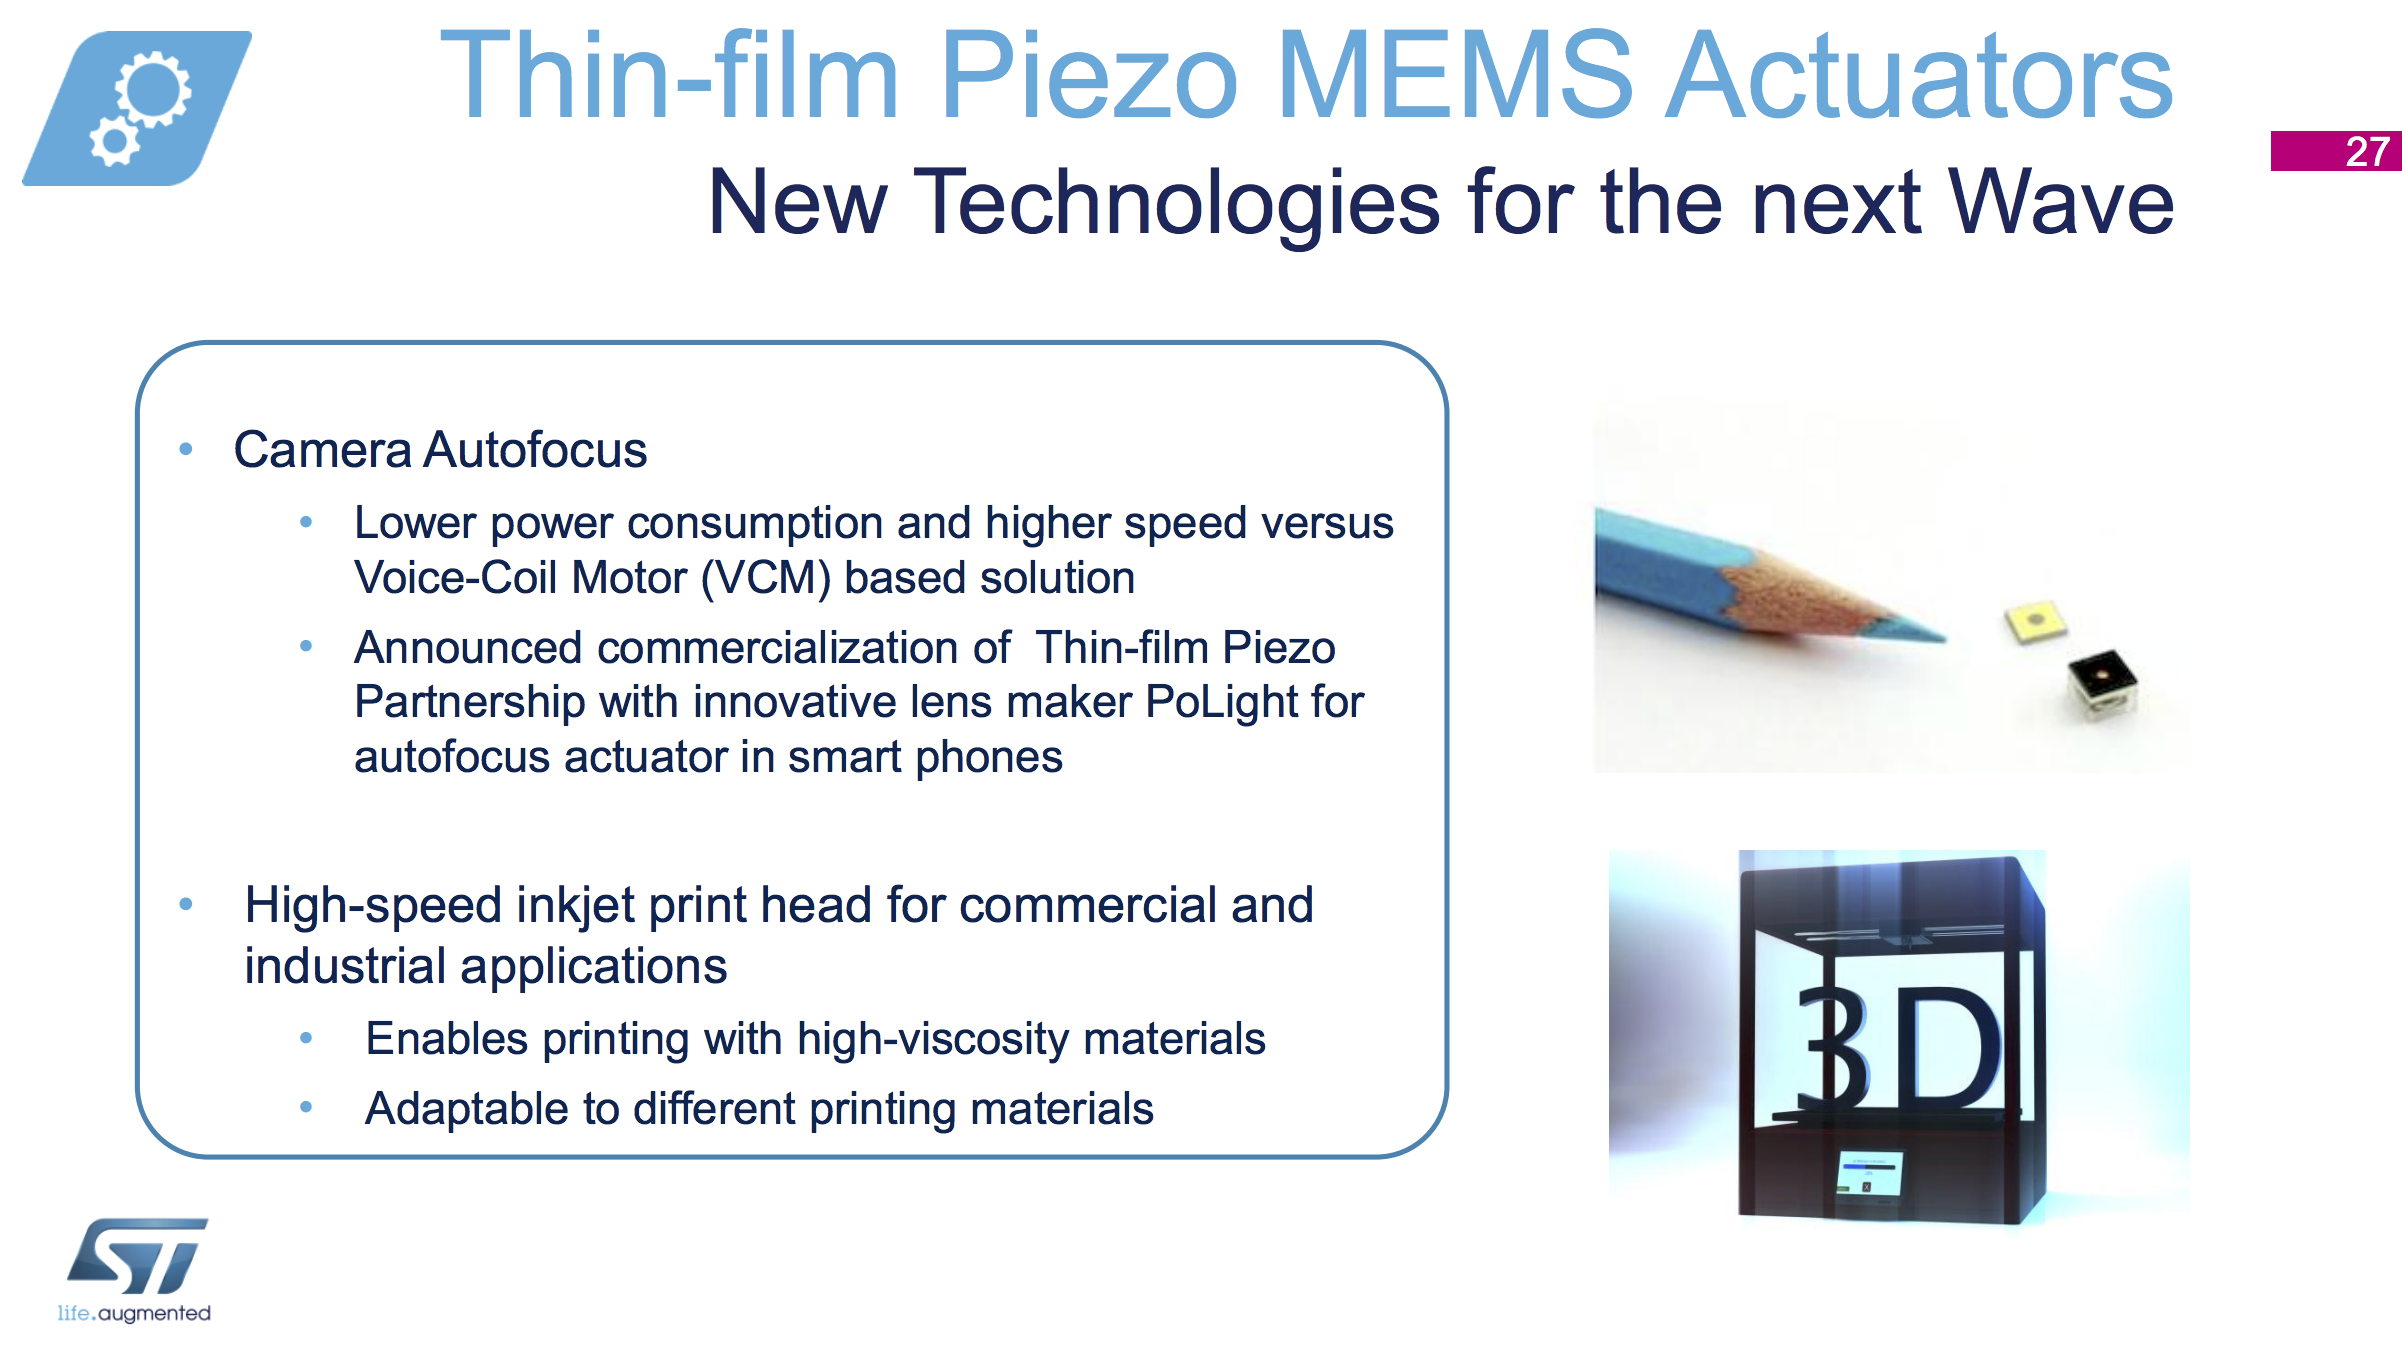 Thin-film Piezo MEMS Actuators
27
New Technologies for the next Wave
• Camera Autofocus
• Lower power consumption and higher speed versus
Voice-Coil Motor (VCM) based solution
• Announced commercialization of  Thin-film Piezo
Partnership with innovative lens maker PoLight for
autofocus actuator in smart phones
• High-speed inkjet print head for commercial and
industrial applications
• Enables printing with high-viscosity materials
• Adaptable to different printing materials
3D
ST
life.augmented